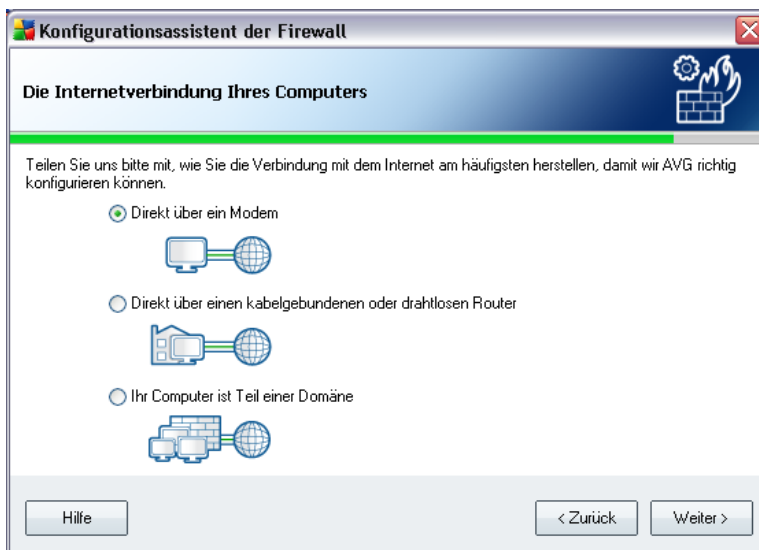 Konfigurationsassistent der Firewall
Die Internetverbindung Ihres Computers
Teilen Sie uns bitte mit, wie Sie die Verbindung mit dem Internet am häufigsten herstellen, damit wir AVG richtig
konfigurieren können.
Direkt über ein Modem
Direkt über einen kabelgebundenen oder drahtlosen Router
Ihr Computer ist Teil einer Domäne
Hilfe
< Zurück
Weiter >